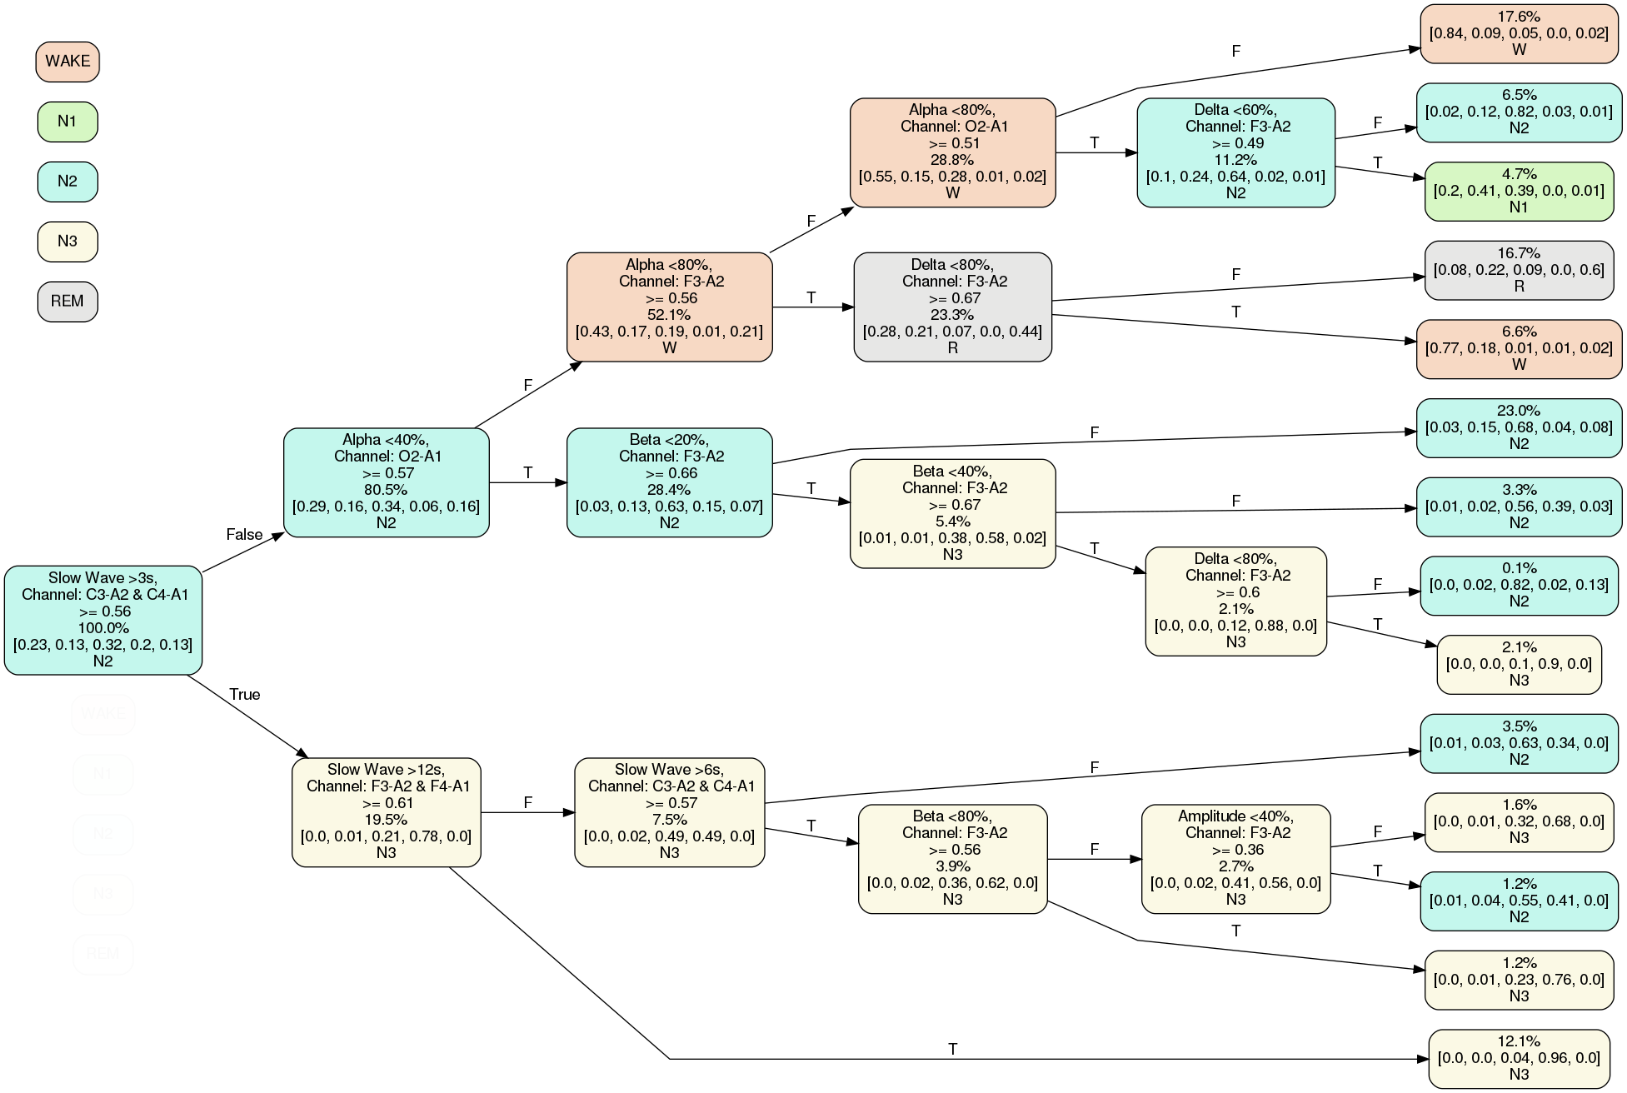 WAKE
N1
N2
N3
REM
Slow Wave >3s,
Channel: C3-A2 & C4-A1
>= 0.56
100.0%
[0.23, 0.13, 0.32, 0.2, 0.13]
N2
False
True
Alpha <40%,
Channel: O2-A1
>= 0.57
80.5%
[0.29, 0.16, 0.34, 0.06, 0.16]
N2
F
T
Alpha <80%,
Channel: F3-A2
>= 0.56
52.1%
[0.43, 0.17, 0.19, 0.01, 0.21]
W
F
T
Alpha <80%,
Channel: O2-A1
>= 0.51
28.8%
[0.55, 0.15, 0.28, 0.01, 0.02]
W
F
T
17.6%
[0.84, 0.09, 0.05, 0.0, 0.02]
W
Delta <60%,
Channel: F3-A2
>= 0.49
11.2%
[0.1, 0.24, 0.64, 0.02, 0.01]
N2
F
T
6.5%
[0.02, 0.12, 0.82, 0.03, 0.01]
N2
4.7%
[0.2, 0.41, 0.39, 0.0, 0.01]
N1
Delta <80%,
Channel: F3-A2
>= 0.67
23.3%
[0.28, 0.21, 0.07, 0.0, 0.44]
R
F
T
16.7%
[0.08, 0.22, 0.09, 0.0, 0.6]
R
6.6%
[0.77, 0.18, 0.01, 0.01, 0.02]
W
Beta <20%,
Channel: F3-A2
>= 0.66
28.4%
[0.03, 0.13, 0.63, 0.15, 0.07]
N2
F
T
23.0%
[0.03, 0.15, 0.68, 0.04, 0.08]
N2
Beta <40%,
Channel: F3-A2
>= 0.67
5.4%
[0.01, 0.01, 0.38, 0.58, 0.02]
N3
F
T
3.3%
[0.01, 0.02, 0.56, 0.39, 0.03]
N2
Delta <80%,
Channel: F3-A2
>= 0.6
2.1%
[0.0, 0.0, 0.12, 0.88, 0.0]
N3
F
T
0.1%
[0.0, 0.02, 0.82, 0.02, 0.13]
N2
2.1%
[0.0, 0.0, 0.1, 0.9, 0.0]
N3
Slow Wave >12s,
Channel: F3-A2 & F4-A1
>= 0.61
19.5%
[0.0, 0.01, 0.21, 0.78, 0.0]
N3
F
T
Slow Wave >6s,
Channel: C3-A2 & C4-A1
>= 0.57
7.5%
[0.0, 0.02, 0.49, 0.49, 0.0]
N3
F
T
3.5%
[0.01, 0.03, 0.63, 0.34, 0.0]
N2
Beta <80%,
Channel: F3-A2
>= 0.56
3.9%
[0.0, 0.02, 0.36, 0.62, 0.0]
N3
F
T
Amplitude <40%,
Channel: F3-A2
>= 0.36
2.7%
[0.0, 0.02, 0.41, 0.56, 0.0]
N3
F
T
1.6%
[0.0, 0.01, 0.32, 0.68, 0.0]
N3
1.2%
[0.01, 0.04, 0.55, 0.41, 0.0]
N2
1.2%
[0.0, 0.01, 0.23, 0.76, 0.0]
N3
12.1%
[0.0, 0.0, 0.04, 0.96, 0.0]
N3